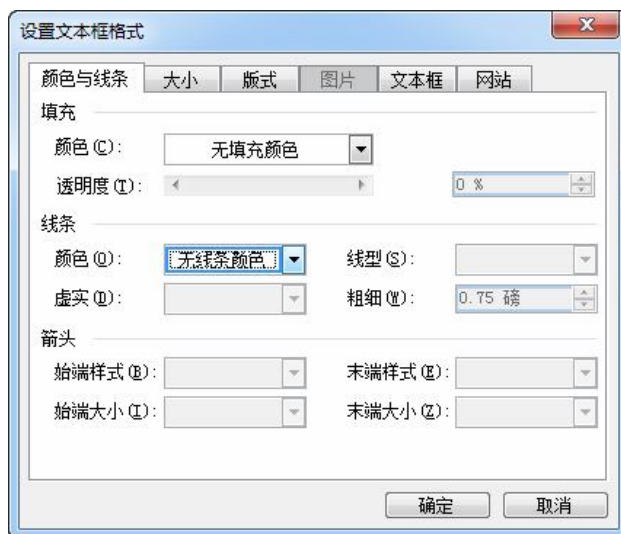 设置文本框格式
颜色与线条 大小 版式 图片 文本框 网站
填充
颜色(C): 无填充颜色
透明度(T): 0 %
线条
颜色(O): 无线条颜色 线型(S):
虚实(D): 粗细(W): 0.75 磅
箭头
始端样式(B): 末端样式(E):
始端大小(I): 末端大小(Z):
确定 取消